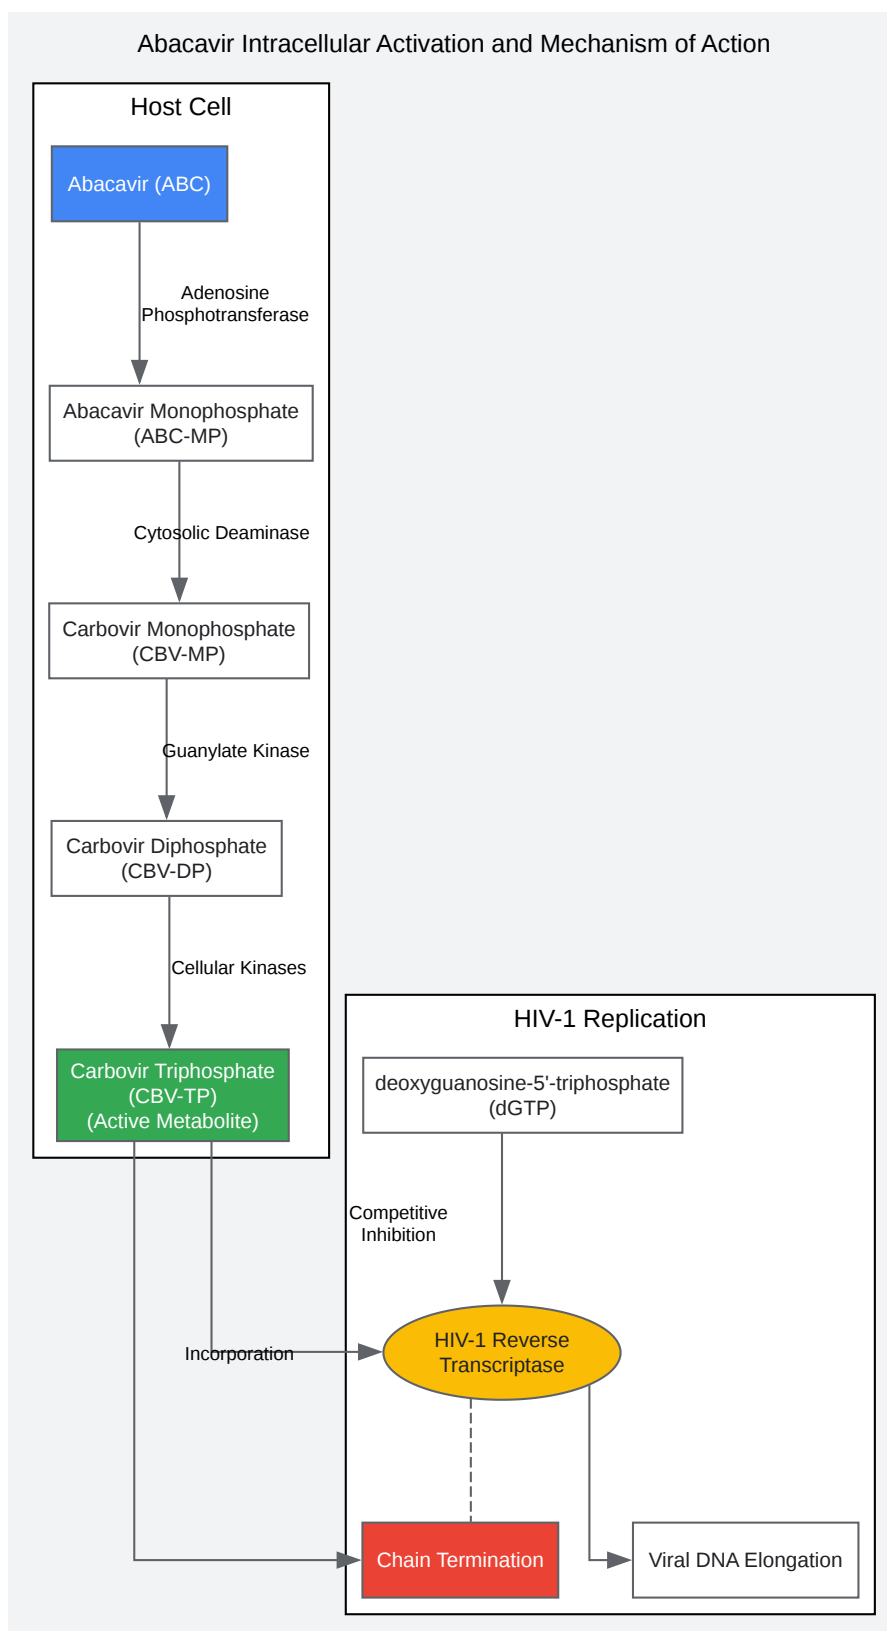 Abacavir Intracellular Activation and Mechanism of Action
Host Cell
Abacavir (ABC)
Adenosine
Phosphotransferase
Abacavir Monophosphate
(ABC-MP)
Cytosolic Deaminase
Carbovir Monophosphate
(CBV-MP)
Guanylate Kinase
Carbovir Diphosphate
(CBV-DP)
Cellular Kinases
Carbovir Triphosphate
(CBV-TP)
(Active Metabolite)
HIV-1 Replication
deoxyguanosine-5'-triphosphate
(dGTP)
Competitive
Inhibition
HIV-1 Reverse
Transcriptase
Incorporation
Chain Termination
Viral DNA Elongation